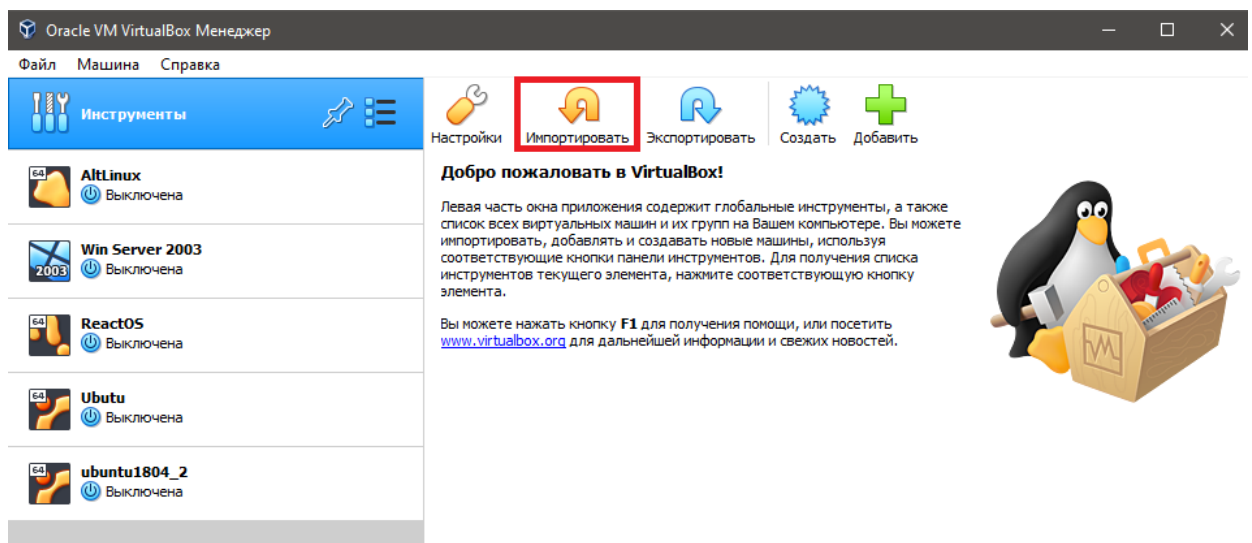 Oracle VM VirtualBox Менеджер
Файл Машина Справка
Инструменты
Настройки Импортировать Экспортировать Создать Добавить
64
AltLinux
Выключена
2003
Win Server 2003
Выключена
64
ReactOS
Выключена
64
Ubutu
Выключена
64
ubuntu1804_2
Выключена
Добро пожаловать в VirtualBox!
Левая часть окна приложения содержит глобальные инструменты, а также
список всех виртуальных машин и их групп на Вашем компьютере. Вы можете
импортировать, добавлять и создавать новые машины, используя
соответствующие кнопки панели инструментов. Для получения списка
инструментов текущего элемента, нажмите соответствующую кнопку
элемента.
Вы можете нажать кнопку F1 для получения помощи, или посетить
www.virtualbox.org для дальнейшей информации и свежих новостей.